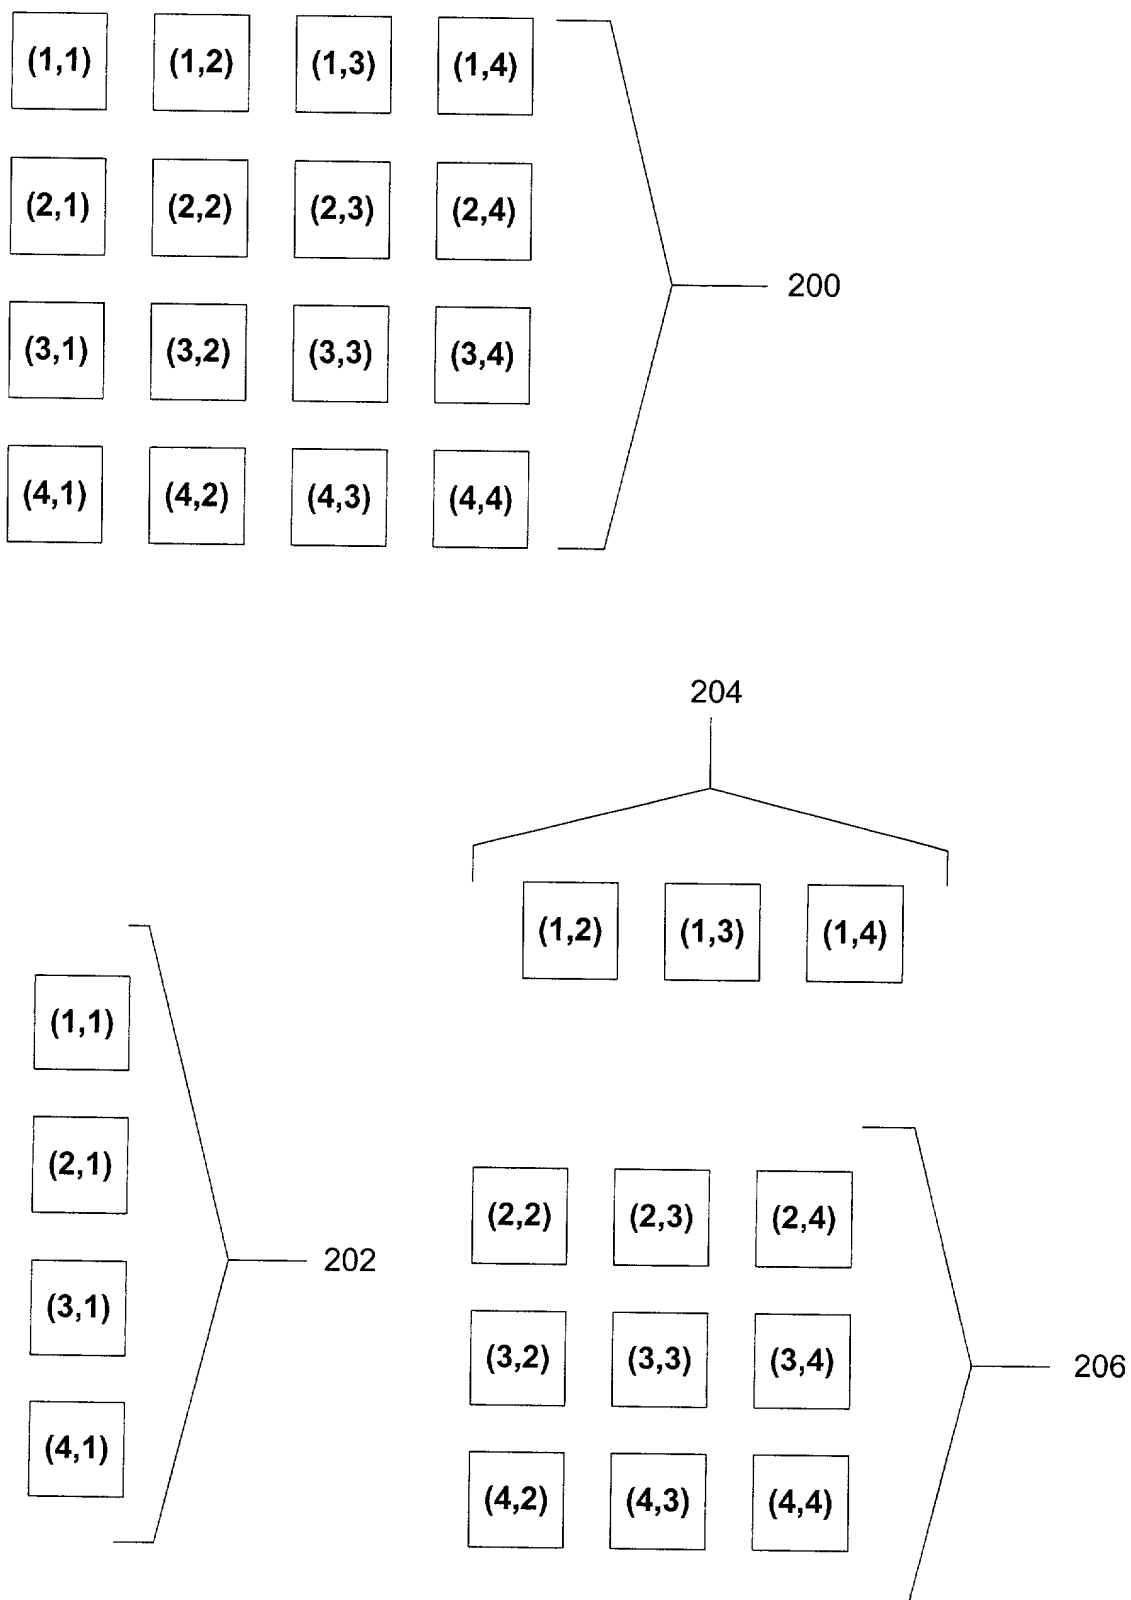 (1,1) (1,2) (1,3) (1,4)
(2,1) (2,2) (2,3) (2,4)
200
(3,1) (3,2) (3,3) (3,4)
(4,1) (4,2) (4,3) (4,4)
204
(1,2) (1,3) (1,4)
(1,1)
(2,1)
202
(3,1)
(4,1)
(2,2) (2,3) (2,4)
(3,2) (3,3) (3,4)
206
(4,2) (4,3) (4,4)